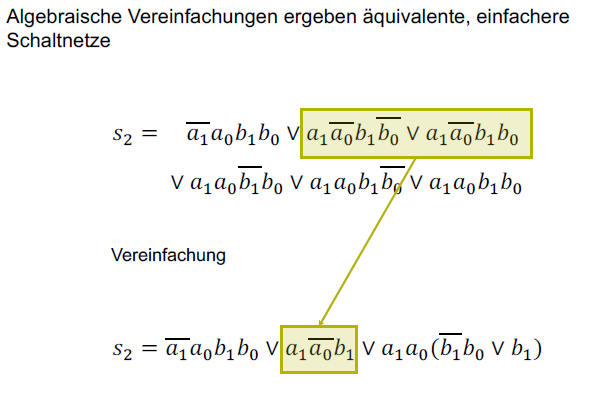 Algebraische Vereinfachungen ergeben äquivalente, einfachere
Schaltnetze
s₂ = a̅₁a₀b₁b₀ ∨ a₁a̅₀b₁b̅₀ ∨ a₁a̅₀b₁b₀
∨ a₁a₀b̅₁b₀ ∨ a₁a₀b₁b̅₀ ∨ a₁a₀b₁b₀
Vereinfachung
s₂ = a̅₁a₀b₁b₀ ∨ a₁a̅₀b₁ ∨ a₁a₀(b̅₁b₀ ∨ b₁)